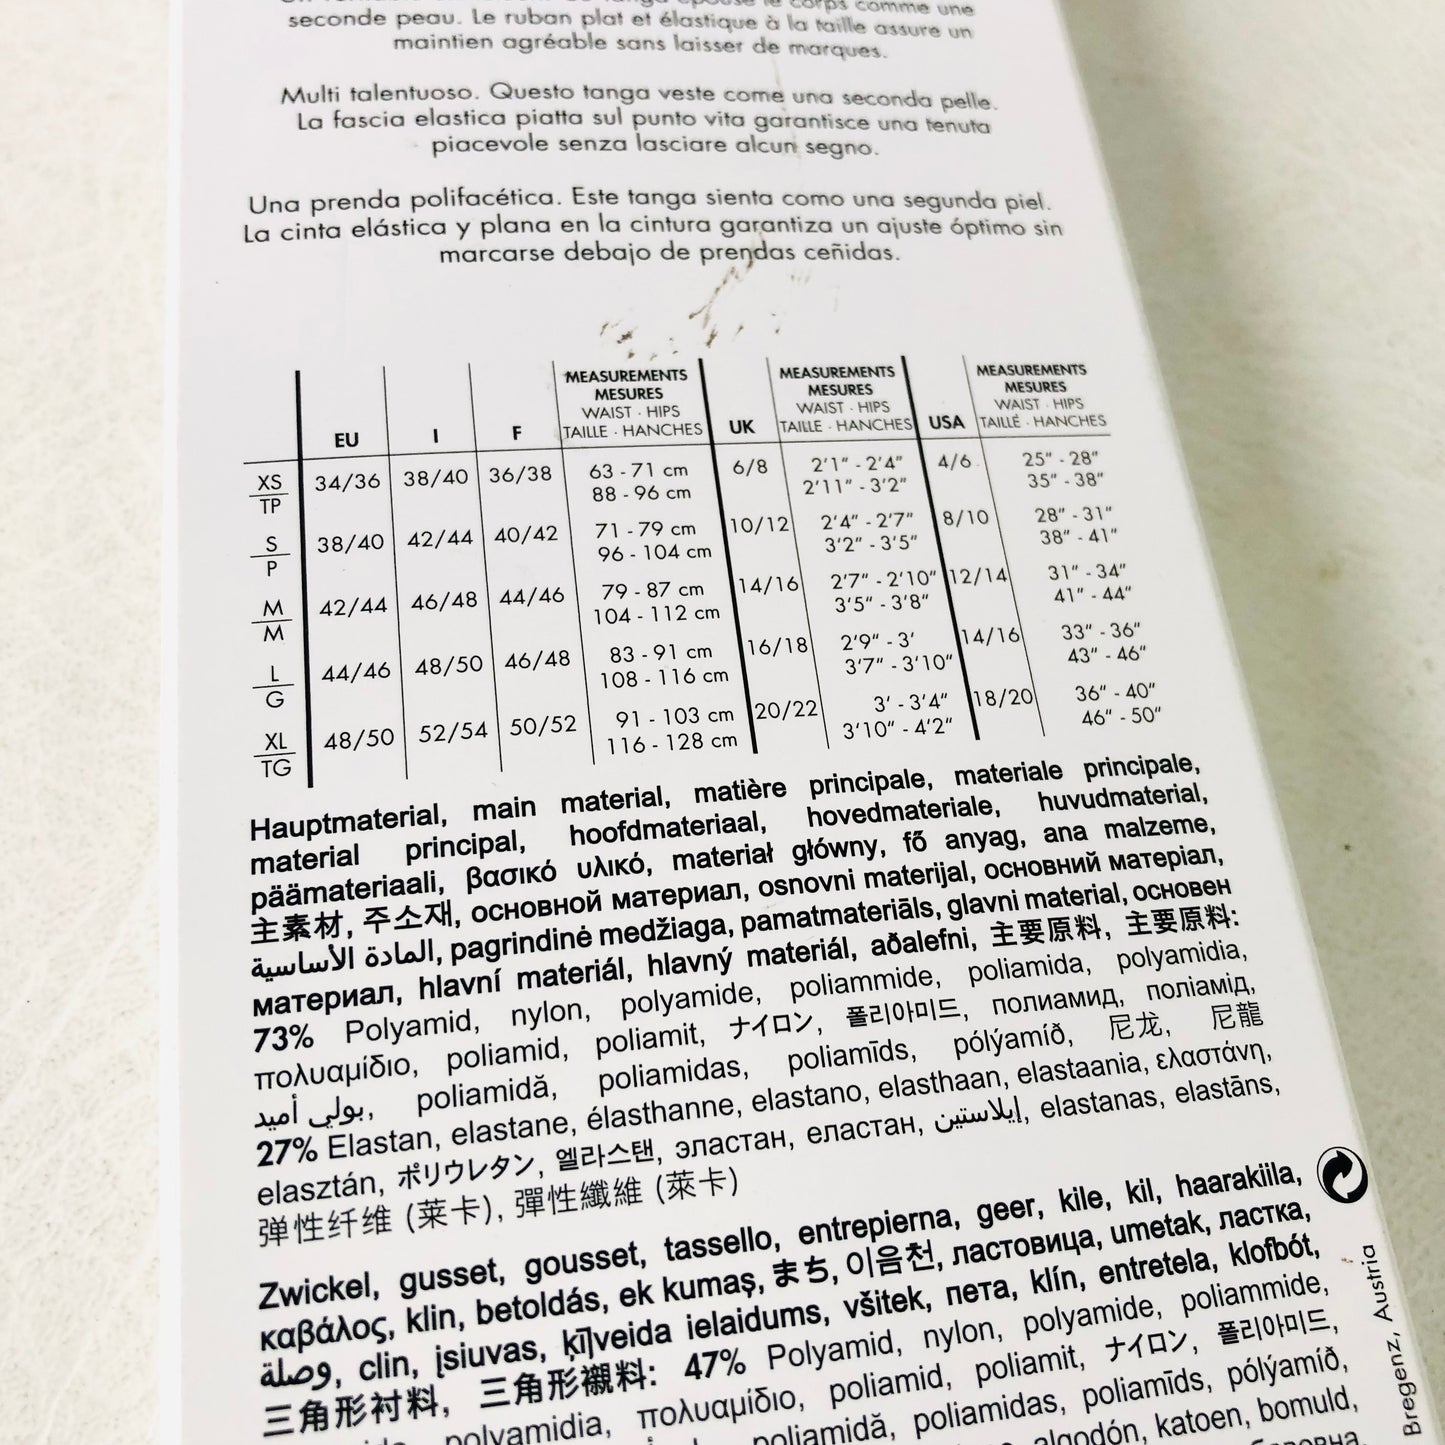 corps comme une
seconde peau. Le ruban plat et élastique à la taille assure un
maintien agréable sans laisser de marques.
Multi talentuoso. Questo tanga veste come una seconda pelle.
La fascia elastica piatta sul punto vita garantisce una tenuta
piacevole senza lasciare alcun segno.
Una prenda polifacética. Este tanga sienta como una segunda piel.
La cinta elástica y plana en la cintura garantiza un ajuste óptimo sin
marcarse debajo de prendas ceñidas.
MEASUREMENTS MEASUREMENTS MEASUREMENTS
MESURES MESURES MESURES
WAIST · HIPS WAIST · HIPS WAIST · HIPS
EU I F TAILLE · HANCHES UK TAILLE · HANCHES USA TAILLE · HANCHES
XS 34/36 38/40 36/38 63 - 71 cm 6/8 2'1" - 2'4" 4/6 25" - 28"
TP 88 - 96 cm 2'11" - 3'2" 35" - 38"
S 38/40 42/44 40/42 71 - 79 cm 10/12 2'4" - 2'7" 8/10 28" - 31"
P 96 - 104 cm 3'2" - 3'5" 38" - 41"
M 42/44 46/48 44/46 79 - 87 cm 14/16 2'7" - 2'10" 12/14 31" - 34"
M 104 - 112 cm 3'5" - 3'8" 41" - 44"
L 44/46 48/50 46/48 83 - 91 cm 16/18 2'9" - 3' 14/16 33" - 36"
G 108 - 116 cm 3'7" - 3'10" 43" - 46"
XL 48/50 52/54 50/52 91 - 103 cm 20/22 3' - 3'4" 18/20 36" - 40"
TG 116 - 128 cm 3'10" - 4'2" 46" - 50"
Hauptmaterial, main material, matière principale, materiale principale,
material principal, hoofdmateriaal, hovedmateriale, huvudmaterial,
päämateriaali, βασικό υλικό, materiał główny, fő anyag, ana malzeme,
主素材, 주소재, основной материал, osnovni materijal, основний матеріал,
المادة الأساسية, pagrindinė medžiaga, pamatmateriāls, glavni material, основен
материал, hlavní materiál, hlavný materiál, aðalefni, 主要原料, 主要原料:
73% Polyamid, nylon, polyamide, poliammide, poliamida, polyamidia,
πολυαμίδιο, poliamid, poliamit, ナイロン, 폴리아미드, полиамид, поліамід,
بولي أميد, poliamidă, poliamidas, poliamīds, pólýamíð, 尼龙, 尼龍
27% Elastan, elastane, élasthanne, elastano, elasthaan, elastaania, ελαστάνη,
elasztán, ポリウレタン, 엘라스탠, эластан, еластан, إيلاستين, elastanas, elastāns,
弹性纤维 (莱卡), 彈性纖維 (萊卡)
Zwickel, gusset, gousset, tassello, entrepierna, geer, kile, kil, haarakiila,
καβάλος, klin, betoldás, ek kumaş, まち, 이음천, ластовица, umetak, ластка,
وصلة, clin, įsiuvas, ķīļveida ielaidums, všitek, пета, klín, entretela, klofbót,
三角形衬料, 三角形襯料: 47% Polyamid, nylon, polyamide, poliammide,
polyamidia, πολυαμίδιο, poliamid, poliamit, ナイロン, 폴리아미드,
poliamidă, poliamidas, poliamīds, pólýamíð,
algodón, katoen, bomuld,
Bregenz, Austria